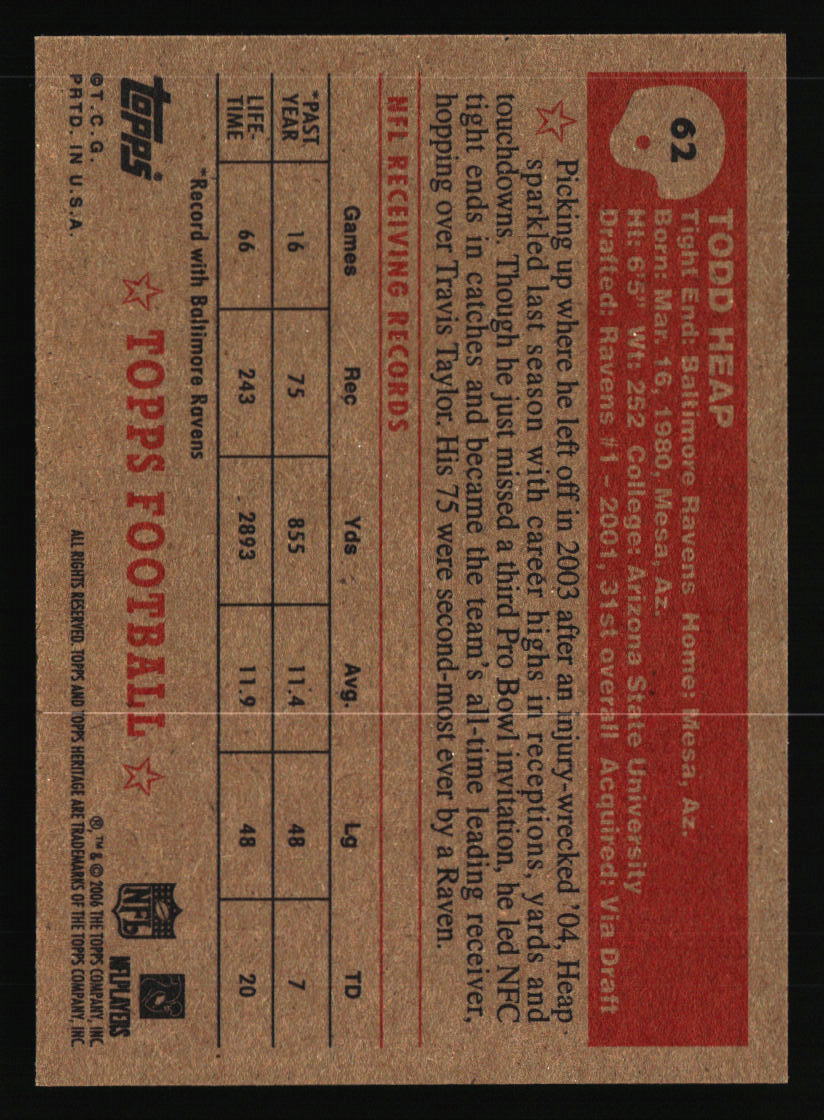 62
TODD HEAP
Tight End: Baltimore Ravens Home: Mesa, Az.
Born: Mar. 16, 1980, Mesa, Az.
Ht: 6'5" Wt: 252 College: Arizona State University
Drafted: Ravens #1 – 2001, 31st overall Acquired: Via Draft
Picking up where he left off in 2003 after an injury-wrecked '04, Heap
sparkled last season with career highs in receptions, yards and
touchdowns. Though he just missed a third Pro Bowl invitation, he led NFC
tight ends in catches and became the team's all-time leading receiver,
hopping over Travis Taylor. His 75 were second-most ever by a Raven.
NFL RECEIVING RECORDS
Games Rec Yds Avg. Lg TD
*PAST YEAR 16 75 855 11.4 48 7
LIFE-TIME 66 243 2893 11.9 48 20
*Record with Baltimore Ravens
topps
TOPPS FOOTBALL
NFL
NFLPLAYERS
©T.C.G.
PRTD. IN U.S.A.
®, ™ & © 2006 THE TOPPS COMPANY, INC
ALL RIGHTS RESERVED. TOPPS AND TOPPS HERITAGE ARE TRADEMARKS OF THE TOPPS COMPANY, INC.